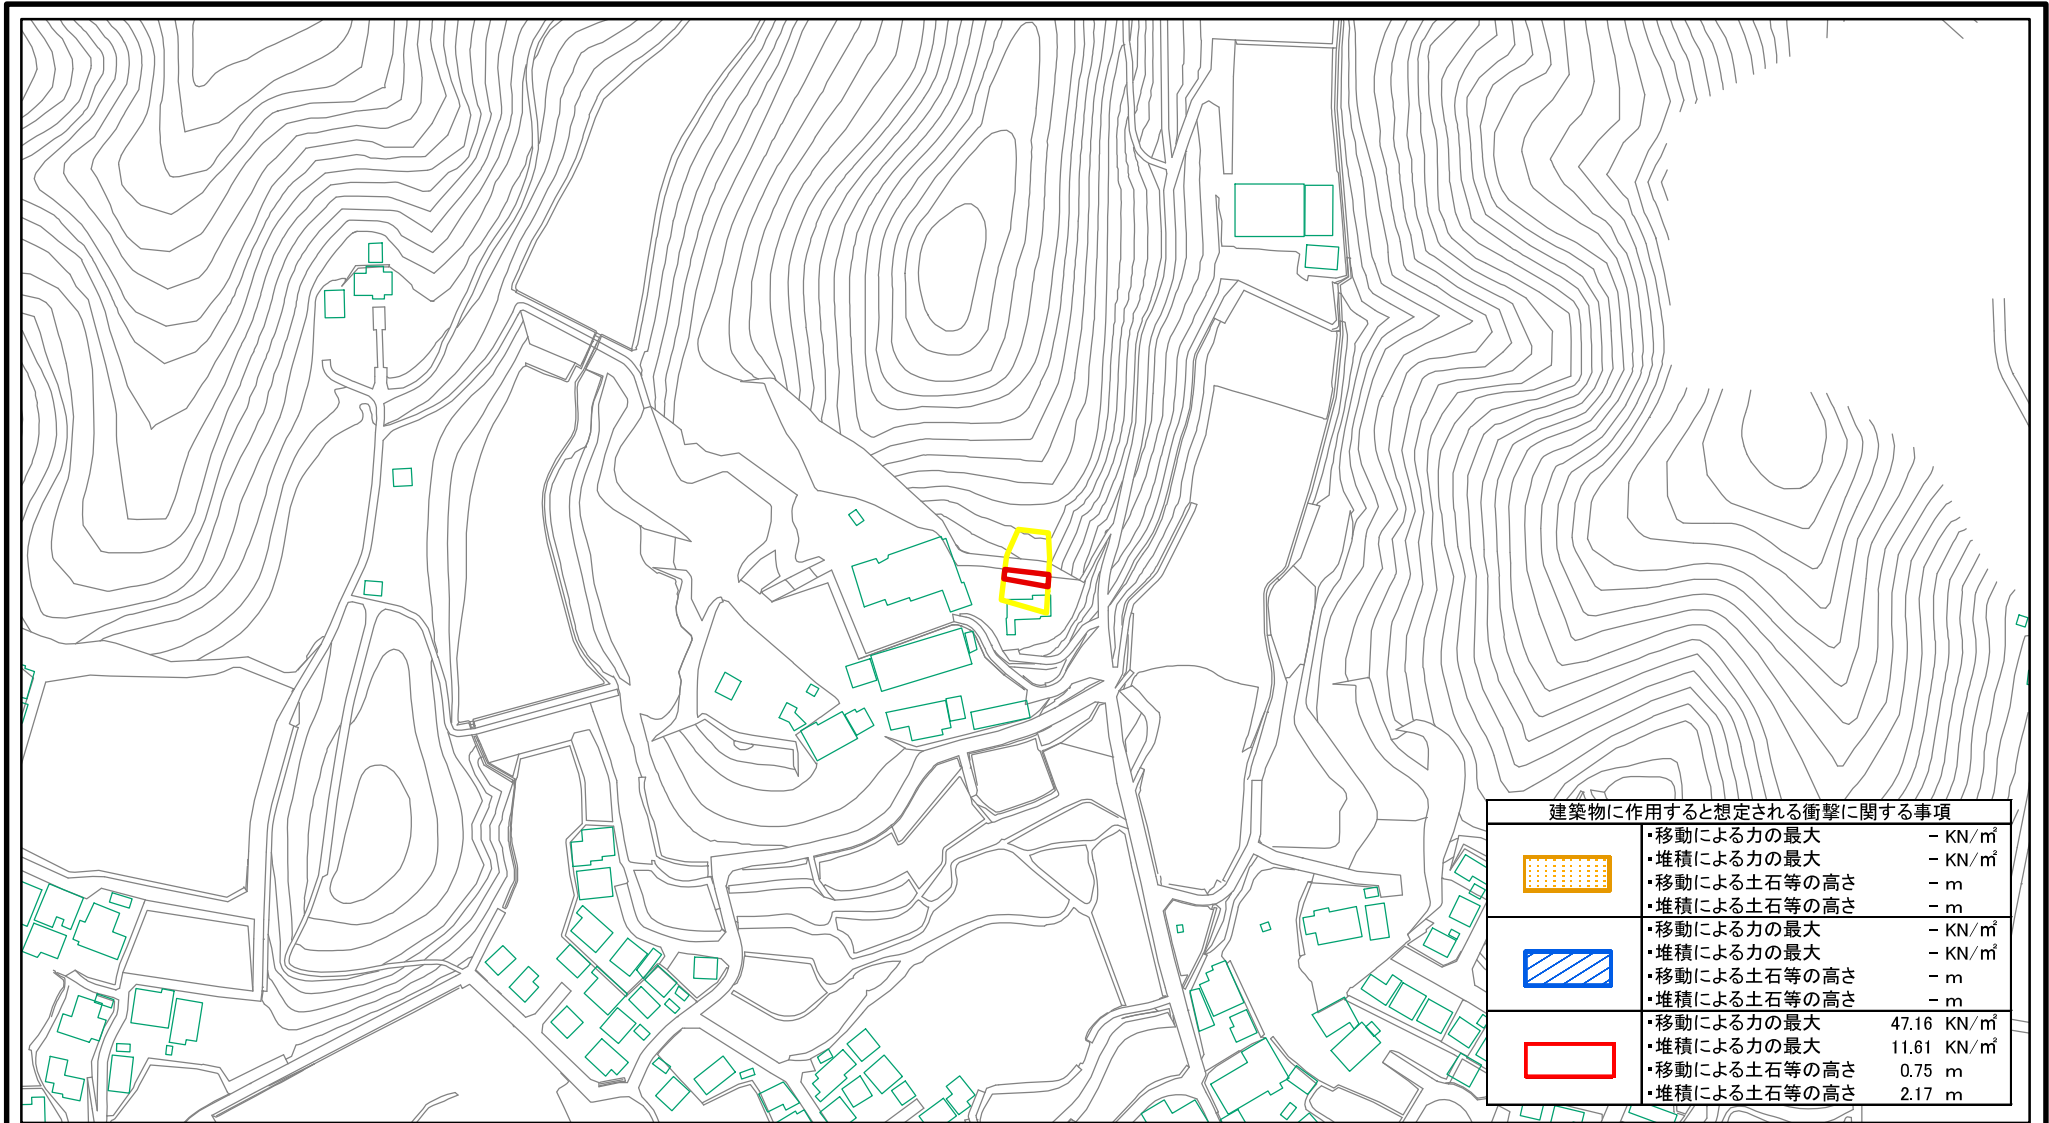 建築物に作用すると想定される衝撃に関する事項
・移動による力の最大 － KN/㎡
・堆積による力の最大 － KN/㎡
・移動による土石等の高さ － m
・堆積による土石等の高さ － m
・移動による力の最大 － KN/㎡
・堆積による力の最大 － KN/㎡
・移動による土石等の高さ － m
・堆積による土石等の高さ － m
・移動による力の最大 47.16 KN/㎡
・堆積による力の最大 11.61 KN/㎡
・移動による土石等の高さ 0.75 m
・堆積による土石等の高さ 2.17 m